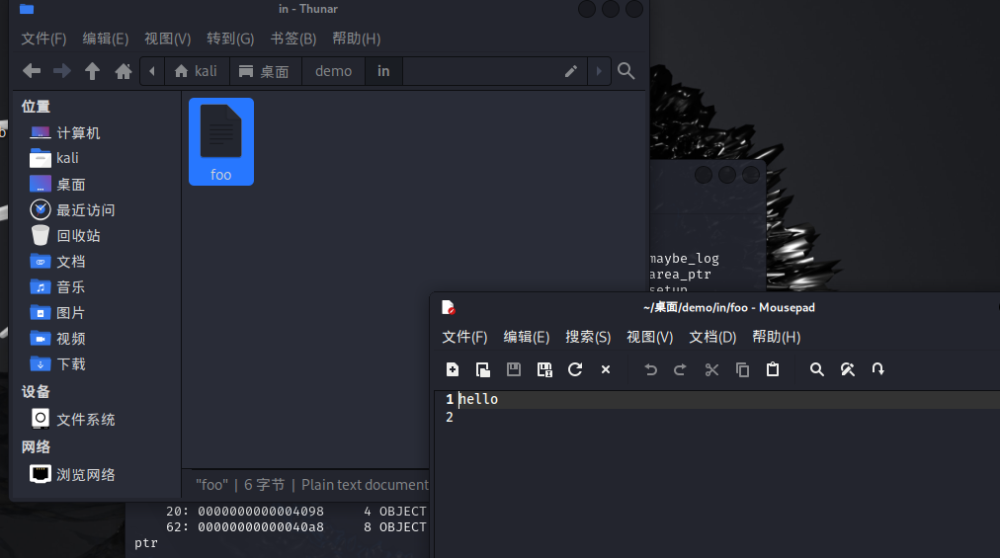 in - Thunar
文件(F) 编辑(E) 视图(V) 转到(G) 书签(B) 帮助(H)
kali 桌面 demo in
位置
计算机
kali
桌面
最近访问
回收站
文档
音乐
图片
视频
下载
设备
文件系统
网络
浏览网络
foo
"foo" | 6 字节 | Plain text document
b
maybe_log
area_ptr
setup
20: 0000000000004098 4 OBJECT
62: 00000000000040a8 8 OBJECT
ptr
~/桌面/demo/in/foo - Mousepad
文件(F) 编辑(E) 搜索(S) 视图(V) 文档(D) 帮助(H)
1 hello
2